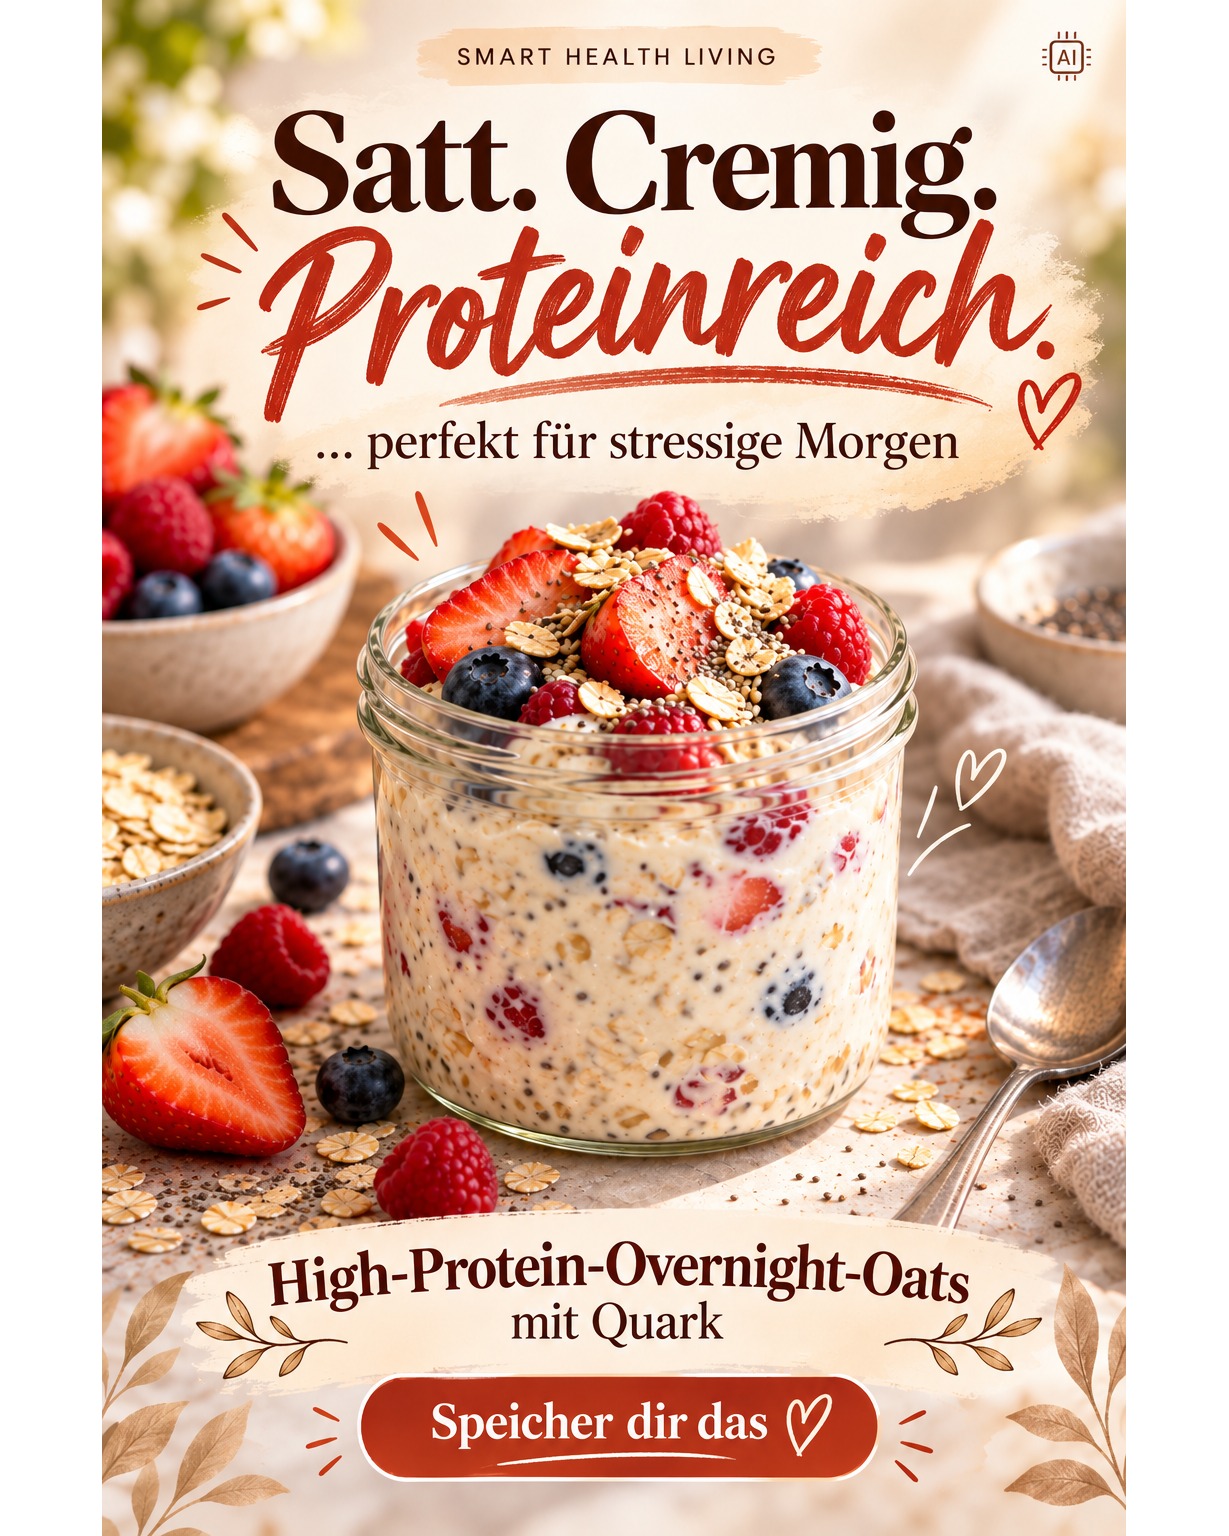 SMART HEALTH LIVING
AI
Satt. Cremig.
Proteinreich.
... perfekt für stressige Morgen
High-Protein-Overnight-Oats
mit Quark
Speicher dir das